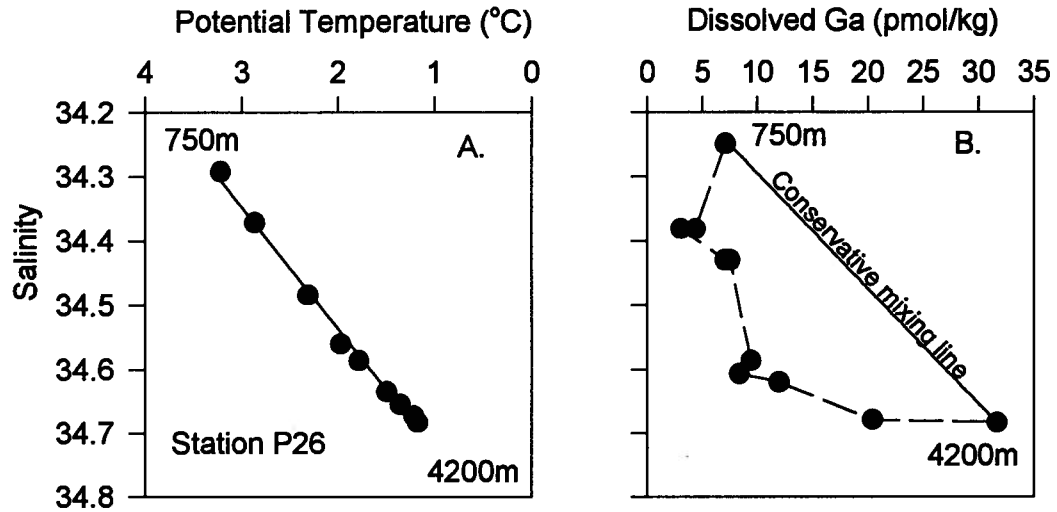 Potential Temperature (°C)
4 3 2 1 0
Salinity
34.2
34.3
34.4
34.5
34.6
34.7
34.8
750m
A.
Station P26
4200m
Dissolved Ga (pmol/kg)
0 5 10 15 20 25 30 35
750m
B.
Conservative mixing line
4200m